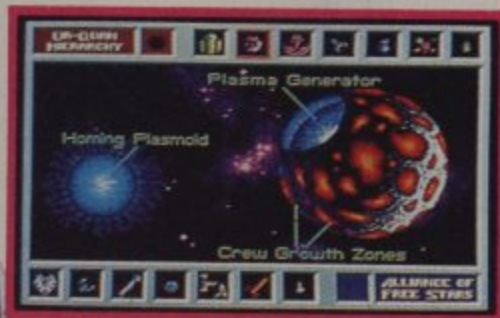 UR-QUAN
HIERARCHY
Plasma Generator
Homing Plasmoid
Crew Growth Zones
ALLIANCE OF
FREE STARS